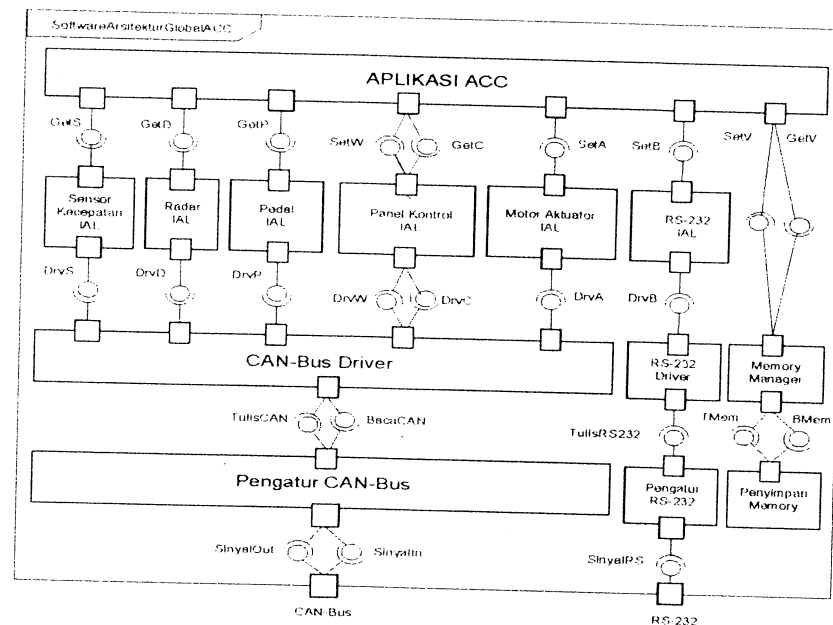 SoftwareArsitekturGlobalACC
APLIKASI ACC
GetS
GetD
GetP
SetW
GetC
SetA
SetB
SetV
GetV
Sensor
Kecepatan
IAL
Radar
IAL
Pedal
IAL
Panel Kontrol
IAL
Motor Aktuator
IAL
RS-232
IAL
DrvS
DrvD
DrvP
DrvW
DrvC
DrvA
DrvB
CAN-Bus Driver
RS-232
Driver
Memory
Manager
TulisCAN
BacaCAN
TulisRS232
TMem
BMem
Pengatur CAN-Bus
Pengatur
RS-232
Penyimpan
Memory
SinyalOut
SinyalIn
SinyalRS
CAN-Bus
RS-232